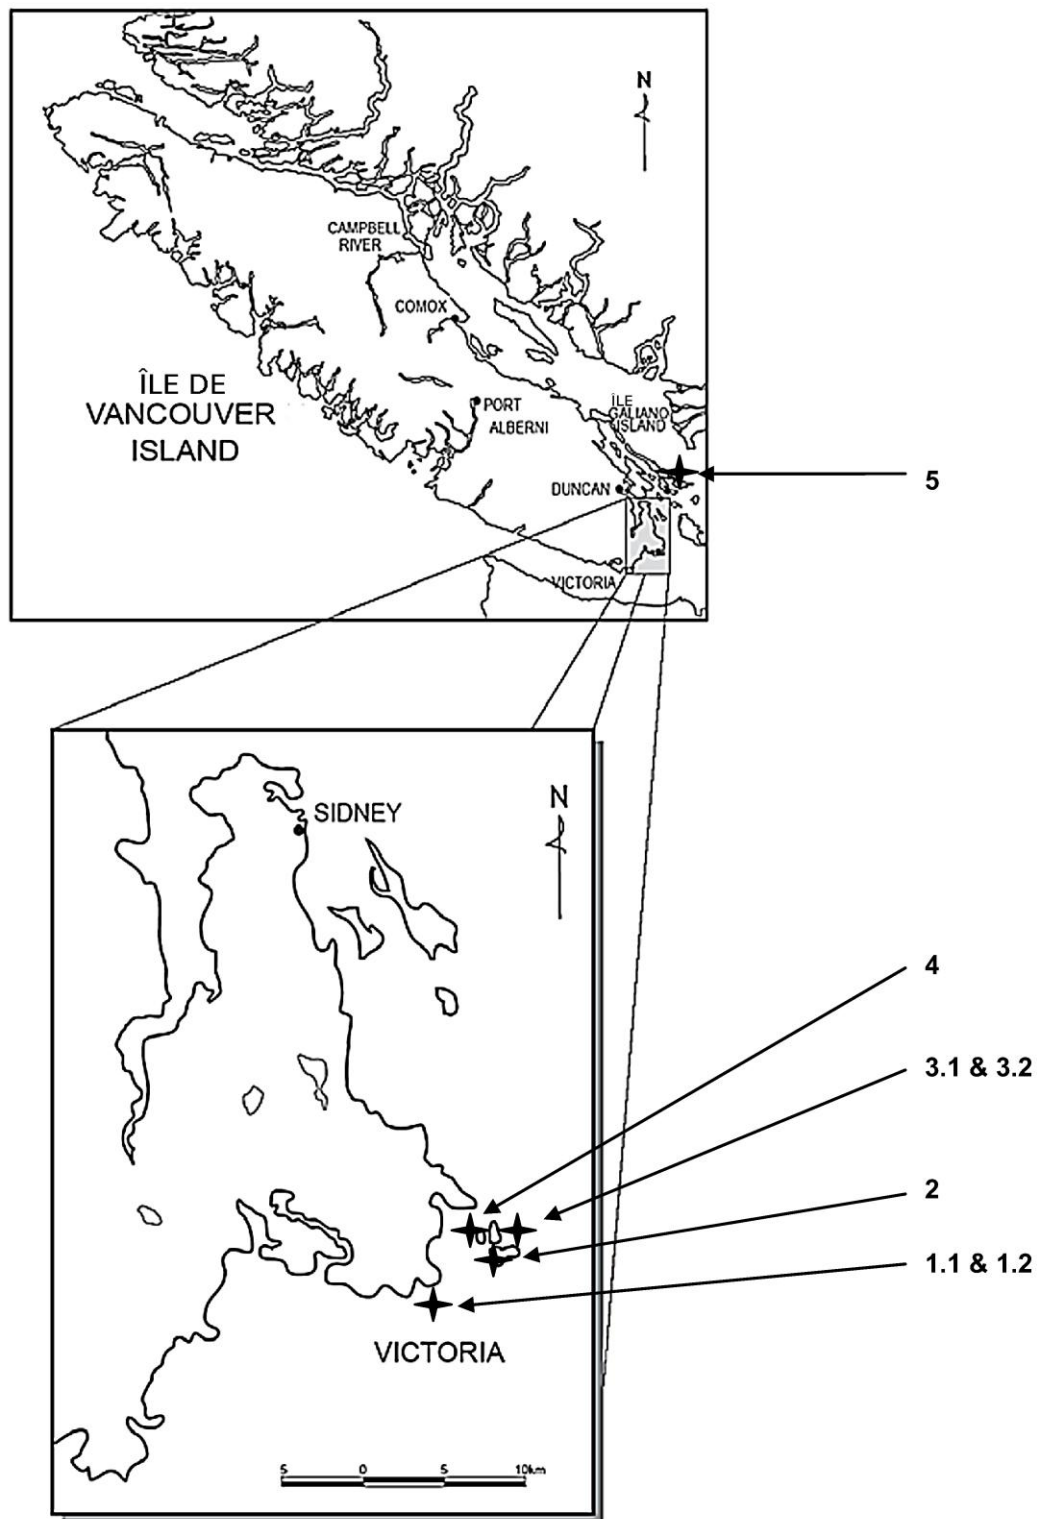 N
CAMPBELL
RIVER
COMOX
ÎLE DE
VANCOUVER
ISLAND
PORT
ALBERNI
ÎLE
GALIANO
ISLAND
DUNCAN
5
VICTORIA
SIDNEY
N
4
3.1 & 3.2
2
1.1 & 1.2
VICTORIA
5 0 5 10km